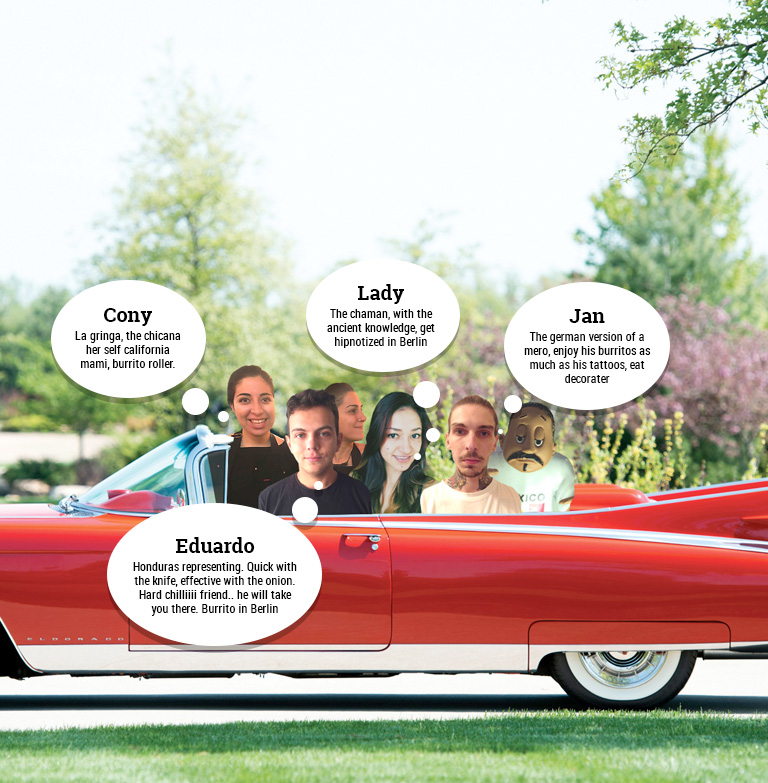 Cony
La gringa, the chicana
her self california
mami, burrito roller.
Lady
The chaman, with the
ancient knowledge, get
hipnotized in Berlin
Jan
The german version of a
mero, enjoy his burritos as
much as his tattoos, eat
decorater
XICO
Eduardo
Honduras representing. Quick with
the knife, effective with the onion.
Hard chilliiii friend.. he will take
you there. Burrito in Berlin
ELDORADO